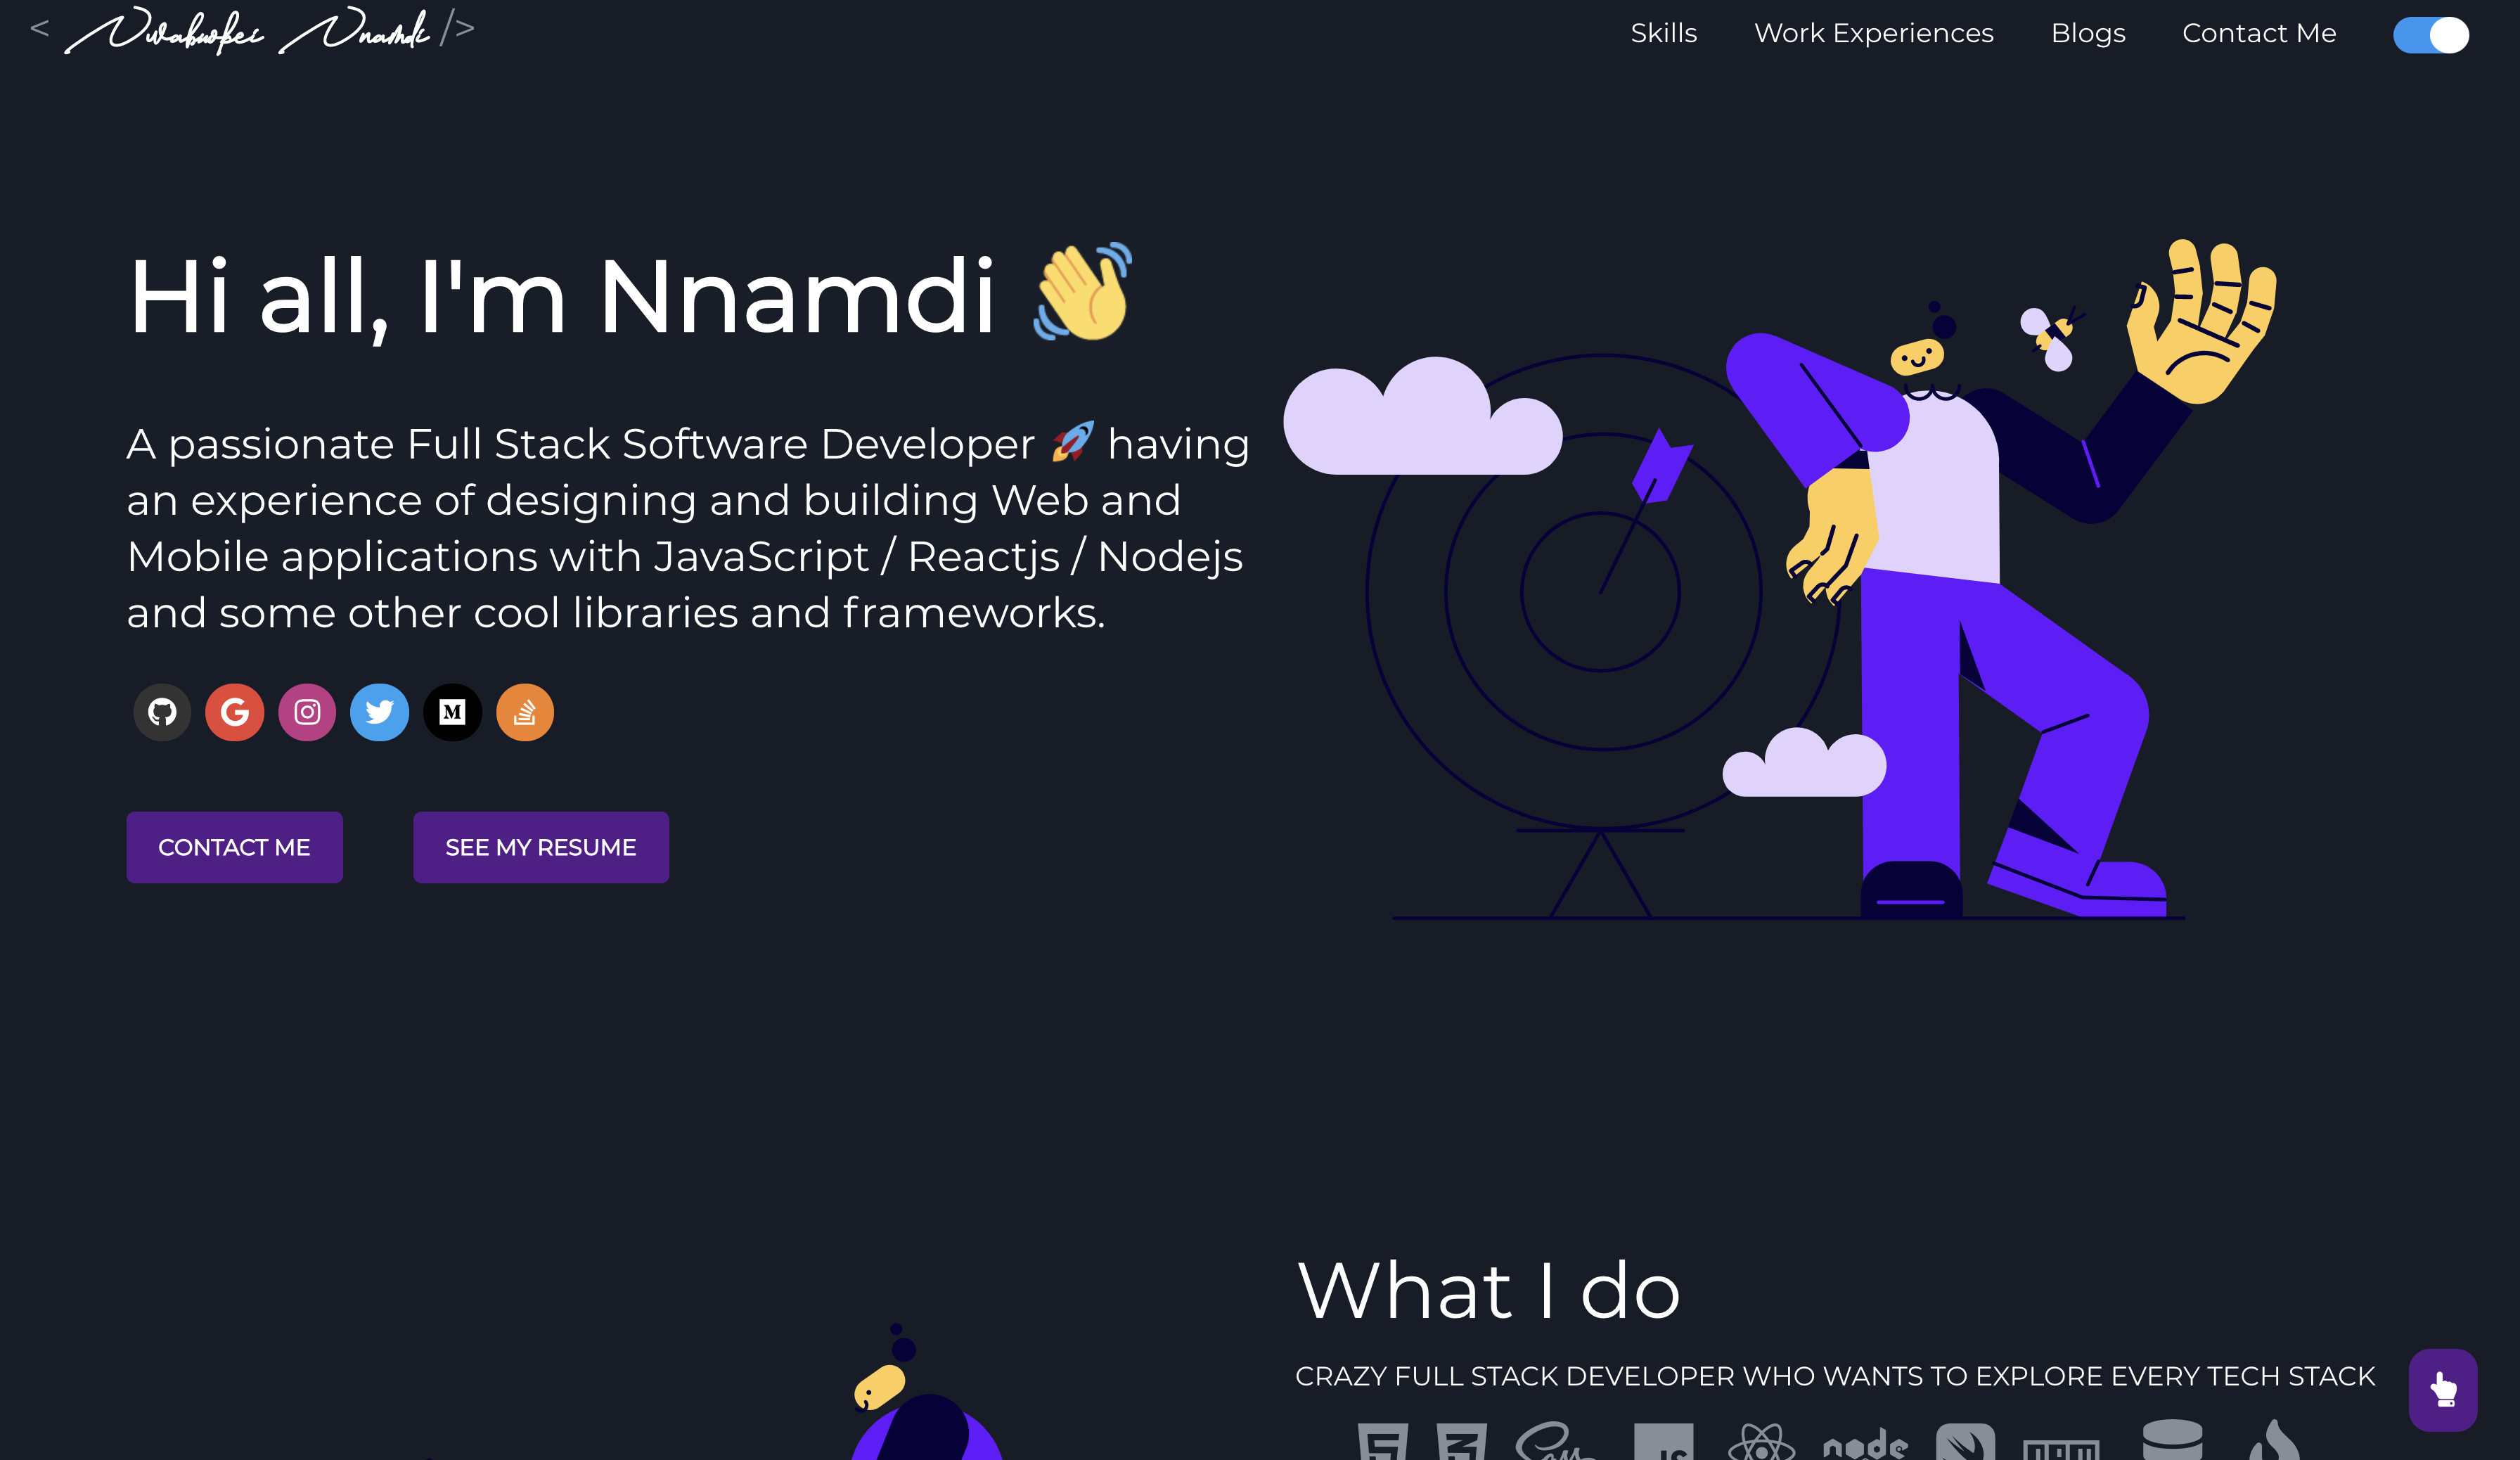 < Nwabuokei Nnamdi />
Skills
Work Experiences
Blogs
Contact Me
Hi all, I'm Nnamdi 👋
A passionate Full Stack Software Developer 🚀 having
an experience of designing and building Web and
Mobile applications with JavaScript / Reactjs / Nodejs
and some other cool libraries and frameworks.
CONTACT ME
SEE MY RESUME
What I do
CRAZY FULL STACK DEVELOPER WHO WANTS TO EXPLORE EVERY TECH STACK